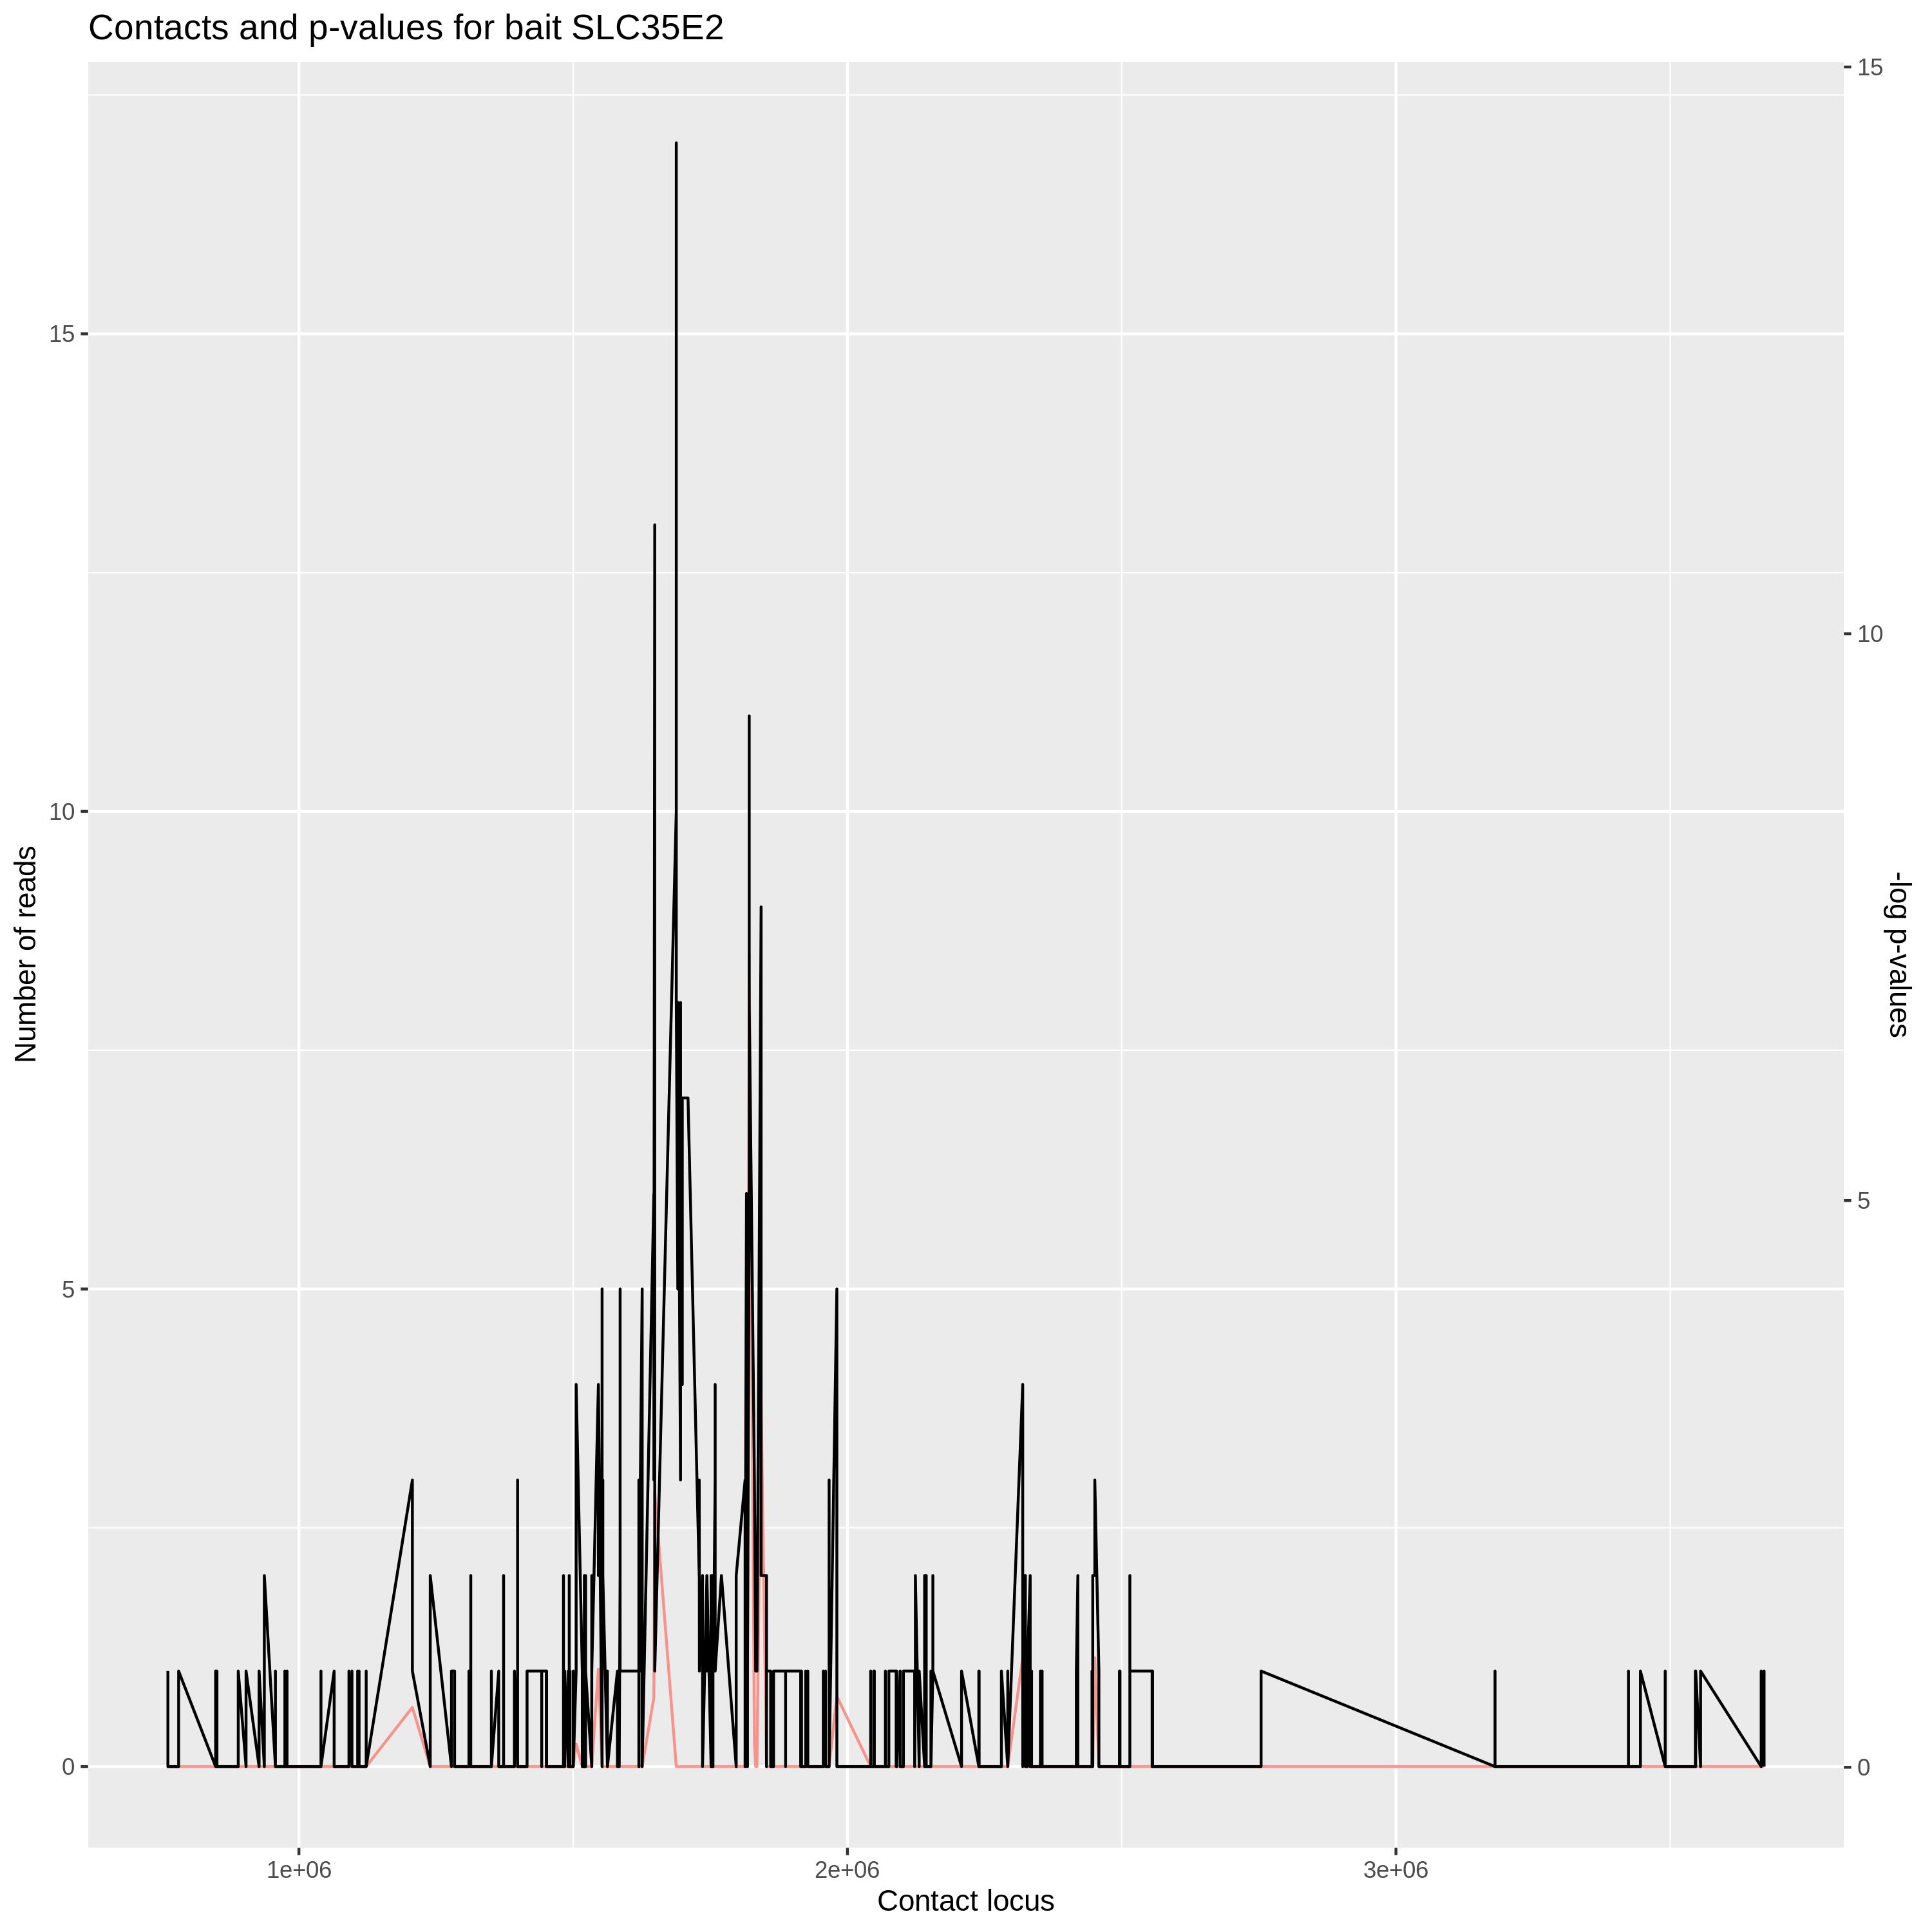 Contacts and p-values for bait SLC35E2
15
10
5
0
Number of reads
15
10
5
0
-log p-values
1e+06
2e+06
3e+06
Contact locus